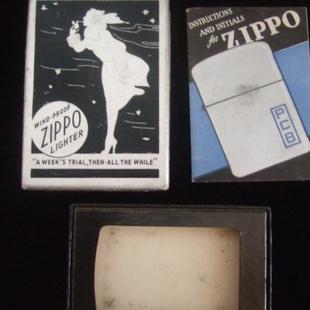 WIND-PROOF
ZIPPO
LIGHTER
"A WEEK'S TRIAL, THEN-ALL THE WHILE"
INSTRUCTIONS
AND INITIALS
for ZIPPO
PCB